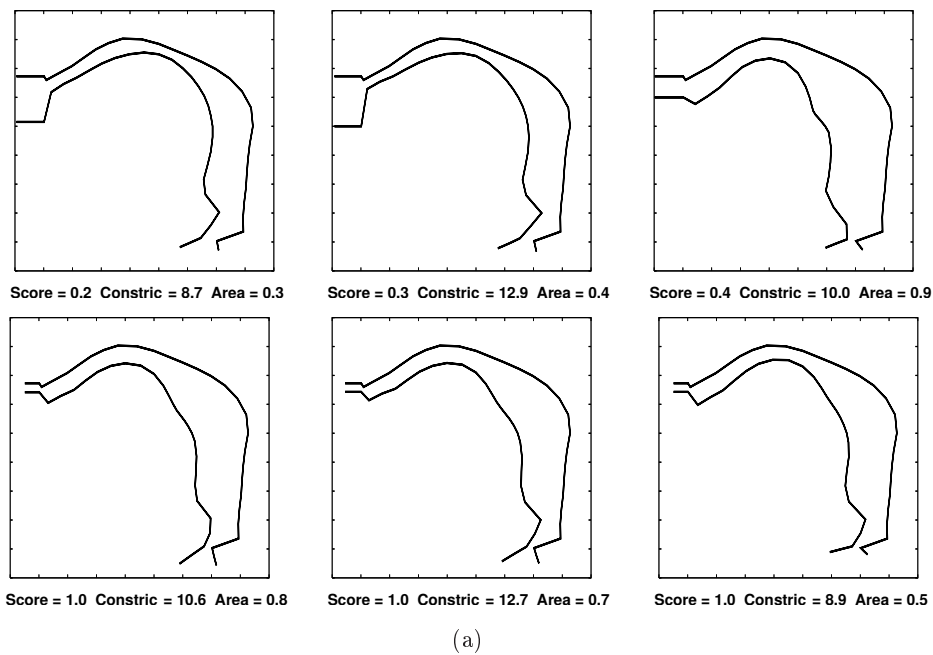 Score = 0.2 Constric = 8.7 Area = 0.3
Score = 0.3 Constric = 12.9 Area = 0.4
Score = 0.4 Constric = 10.0 Area = 0.9
Score = 1.0 Constric = 10.6 Area = 0.8
Score = 1.0 Constric = 12.7 Area = 0.7
Score = 1.0 Constric = 8.9 Area = 0.5
(a)